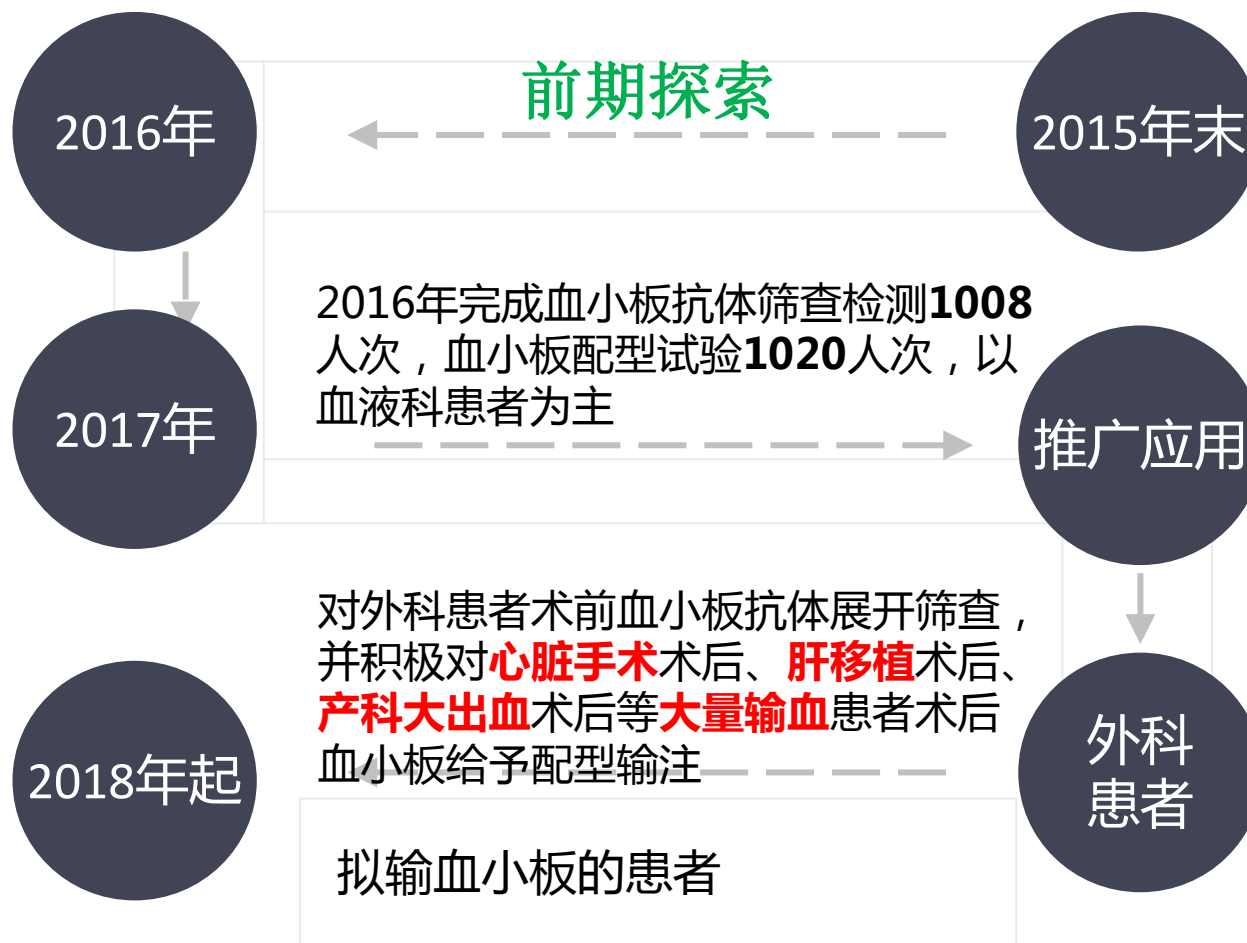 前期探索
2016年
2015年末
2016年完成血小板抗体筛查检测1008
人次，血小板配型试验1020人次，以
血液科患者为主
2017年
推广应用
对外科患者术前血小板抗体展开筛查，
并积极对心脏手术术后、肝移植术后、
产科大出血术后等大量输血患者术后
血小板给予配型输注
2018年起
外科
患者
拟输血小板的患者